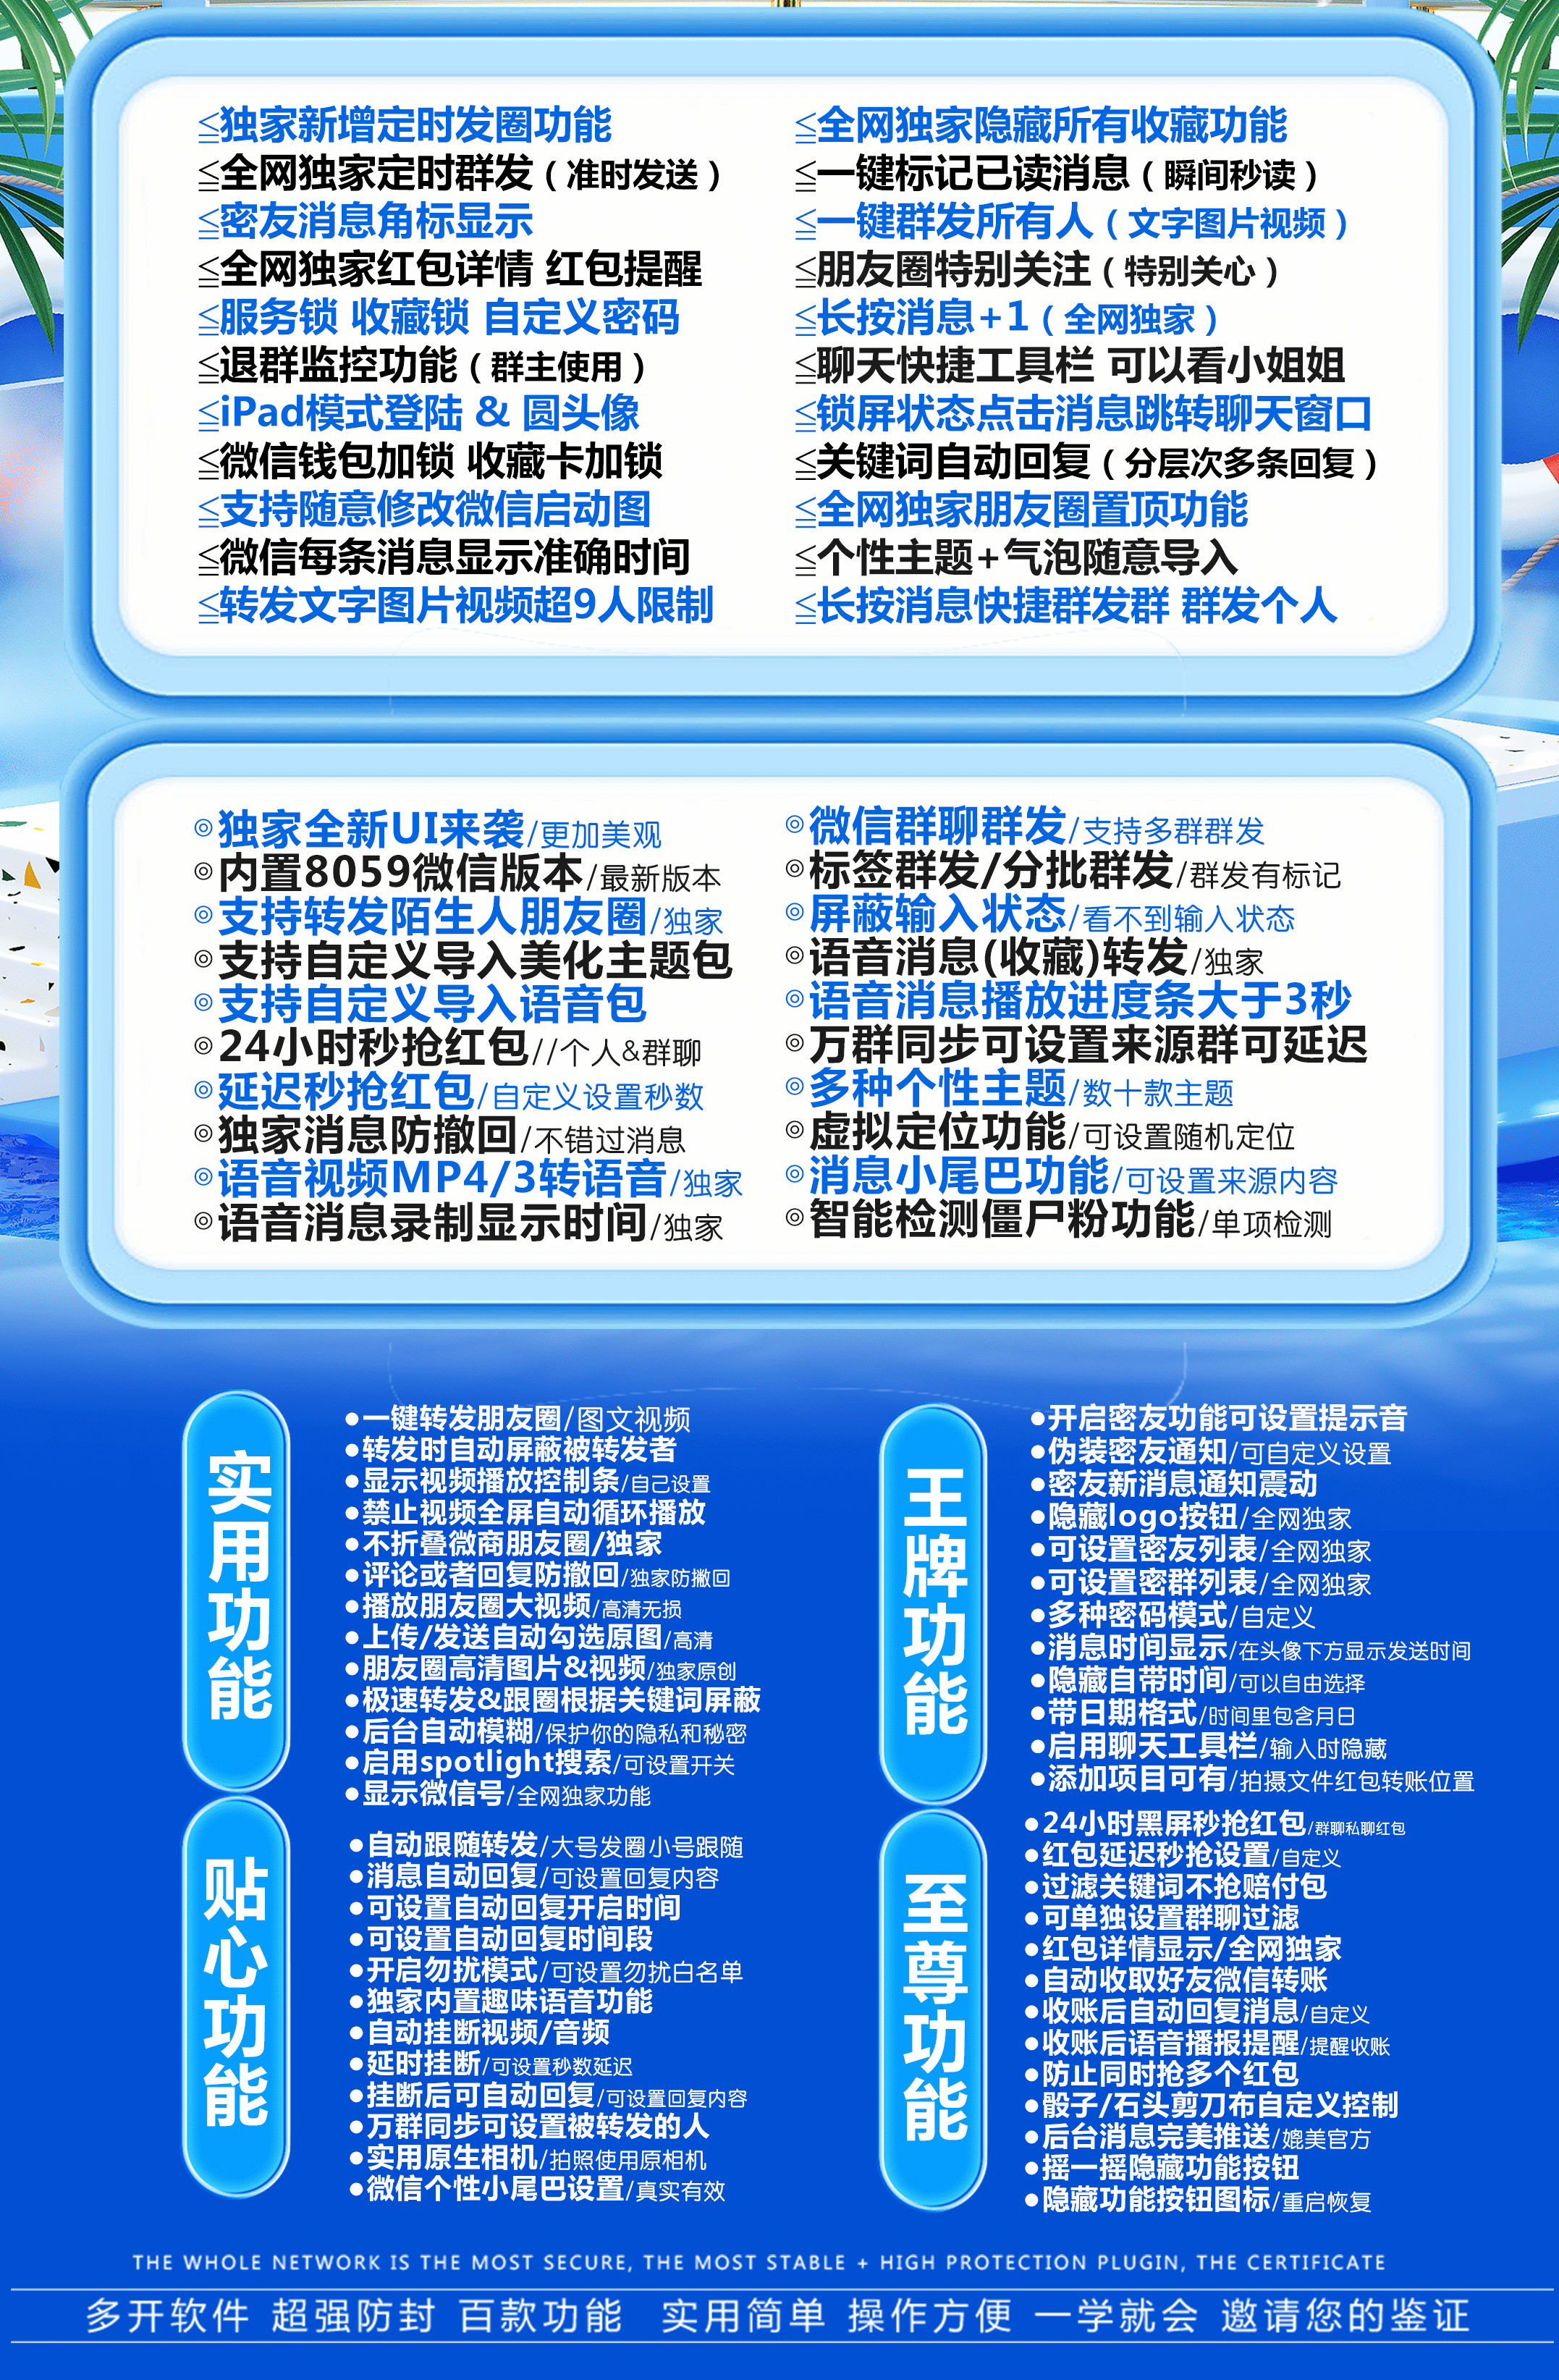 ≦独家新增定时发圈功能
≦全网独家定时群发（准时发送）
≦密友消息角标显示
≦全网独家红包详情 红包提醒
≦服务锁 收藏锁 自定义密码
≦退群监控功能（群主使用）
≦iPad模式登陆 & 圆头像
≦微信钱包加锁 收藏卡加锁
≦支持随意修改微信启动图
≦微信每条消息显示准确时间
≦转发文字图片视频超9人限制
≦全网独家隐藏所有收藏功能
≦一键标记已读消息（瞬间秒读）
≦一键群发所有人（文字图片视频）
≦朋友圈特别关注（特别关心）
≦长按消息+1（全网独家）
≦聊天快捷工具栏 可以看小姐姐
≦锁屏状态点击消息跳转聊天窗口
≦关键词自动回复（分层次多条回复）
≦全网独家朋友圈置顶功能
≦个性主题+气泡随意导入
≦长按消息快捷群发群 群发个人
◎独家全新UI来袭/更加美观
◎内置8059微信版本/最新版本
◎支持转发陌生人朋友圈/独家
◎支持自定义导入美化主题包
◎支持自定义导入语音包
◎24小时秒抢红包//个人&群聊
◎延迟秒抢红包/自定义设置秒数
◎独家消息防撤回/不错过消息
◎语音视频MP4/3转语音/独家
◎语音消息录制显示时间/独家
◎微信群聊群发/支持多群群发
◎标签群发/分批群发/群发有标记
◎屏蔽输入状态/看不到输入状态
◎语音消息(收藏)转发/独家
◎语音消息播放进度条大于3秒
◎万群同步可设置来源群可延迟
◎多种个性主题/数十款主题
◎虚拟定位功能/可设置随机定位
◎消息小尾巴功能/可设置来源内容
◎智能检测僵尸粉功能/单项检测
实用功能
●一键转发朋友圈/图文视频
●转发时自动屏蔽被转发者
●显示视频播放控制条/自己设置
●禁止视频全屏自动循环播放
●不折叠微商朋友圈/独家
●评论或者回复防撤回/独家防撤回
●播放朋友圈大视频/高清无损
●上传/发送自动勾选原图/高清
●朋友圈高清图片&视频/独家原创
●极速转发&跟圈根据关键词屏蔽
●后台自动模糊/保护你的隐私和秘密
●启用spotlight搜索/可设置开关
●显示微信号/全网独家功能
王牌功能
●开启密友功能可设置提示音
●伪装密友通知/可自定义设置
●密友新消息通知震动
●隐藏logo按钮/全网独家
●可设置密友列表/全网独家
●可设置密群列表/全网独家
●多种密码模式/自定义
●消息时间显示/在头像下方显示发送时间
●隐藏自带时间/可以自由选择
●带日期格式/时间里包含月日
●启用聊天工具栏/输入时隐藏
●添加项目可有/拍摄文件红包转账位置
贴心功能
●自动跟随转发/大号发圈小号跟随
●消息自动回复/可设置回复内容
●可设置自动回复开启时间
●可设置自动回复时间段
●开启勿扰模式/可设置勿扰白名单
●独家内置趣味语音功能
●自动挂断视频/音频
●延时挂断/可设置秒数延迟
●挂断后可自动回复/可设置回复内容
●万群同步可设置被转发的人
●实用原生相机/拍照使用原相机
●微信个性小尾巴设置/真实有效
至尊功能
●24小时黑屏秒抢红包/群聊私聊红包
●红包延迟秒抢设置/自定义
●过滤关键词不抢赔付包
●可单独设置群聊过滤
●红包详情显示/全网独家
●自动收取好友微信转账
●收账后自动回复消息/自定义
●收账后语音播报提醒/提醒收账
●防止同时抢多个红包
●骰子/石头剪刀布自定义控制
●后台消息完美推送/媲美官方
●摇一摇隐藏功能按钮
●隐藏功能按钮图标/重启恢复
THE WHOLE NETWORK IS THE MOST SECURE, THE MOST STABLE + HIGH PROTECTION PLUGIN, THE CERTIFICATE
多开软件 超强防封 百款功能 实用简单 操作方便 一学就会 邀请您的鉴证